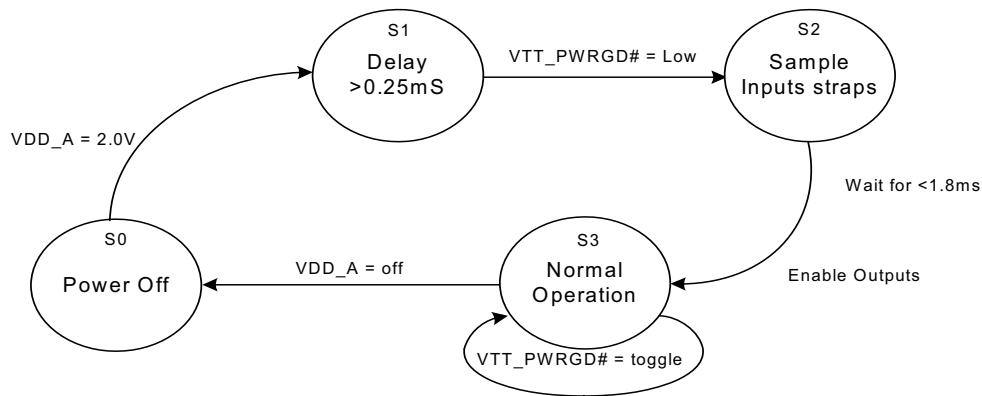 S1
Delay
>0.25mS
VTT_PWRGD# = Low
S2
Sample
Inputs straps
VDD_A = 2.0V
Wait for <1.8ms
S0
Power Off
VDD_A = off
S3
Normal
Operation
Enable Outputs
VTT_PWRGD# = toggle